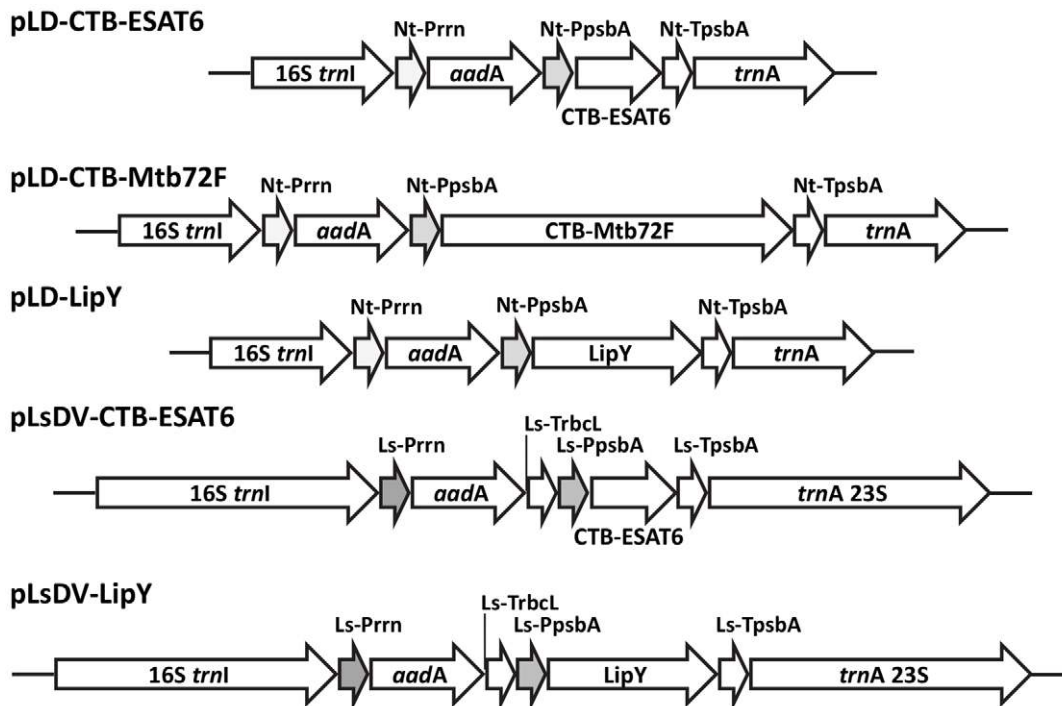 pLD-CTB-ESAT6
Nt-Prrn Nt-PpsbA Nt-TpsbA
16S trnI aadA trnA
CTB-ESAT6
pLD-CTB-Mtb72F
Nt-Prrn Nt-PpsbA Nt-TpsbA
16S trnI aadA CTB-Mtb72F trnA
pLD-LipY
Nt-Prrn Nt-PpsbA Nt-TpsbA
16S trnI aadA LipY trnA
pLsDV-CTB-ESAT6
Ls-TrbcL
Ls-Prrn Ls-PpsbA Ls-TpsbA
16S trnI aadA trnA 23S
CTB-ESAT6
pLsDV-LipY
Ls-TrbcL
Ls-Prrn Ls-PpsbA Ls-TpsbA
16S trnI aadA LipY trnA 23S